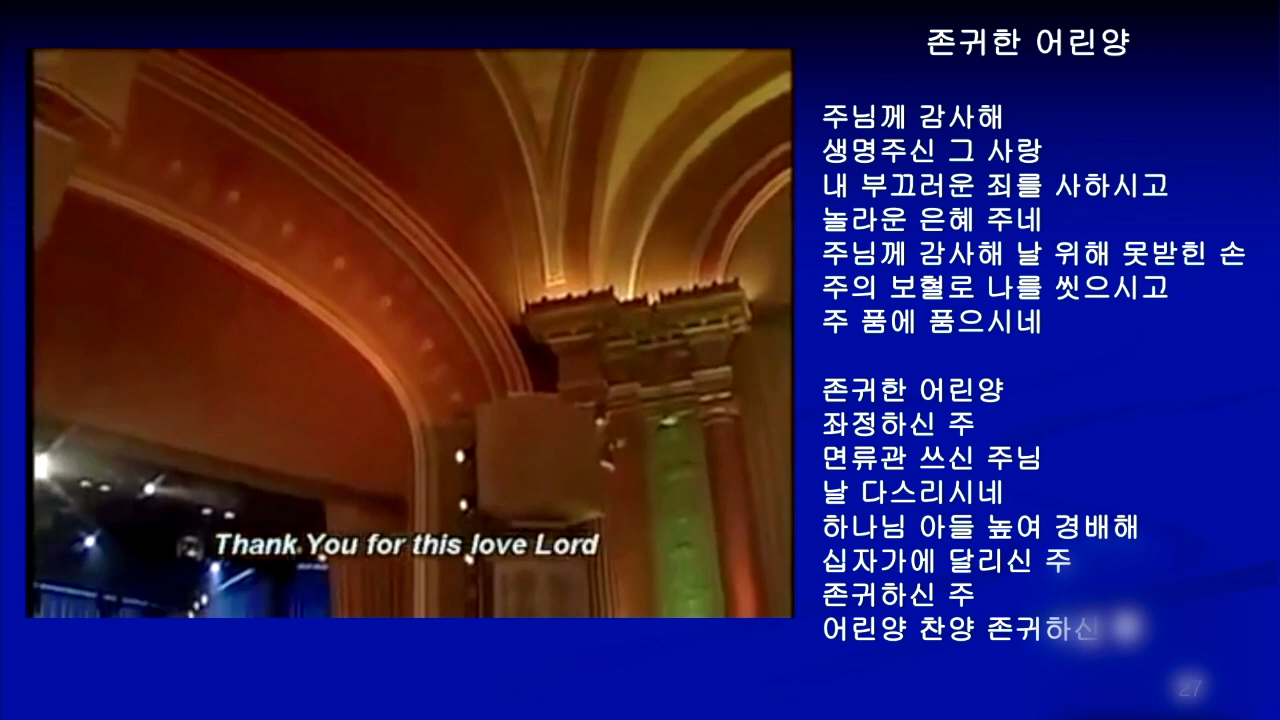 존귀한 어린양
주님께 감사해
생명주신 그 사랑
내 부끄러운 죄를 사하시고
놀라운 은혜 주네
주님께 감사해 날 위해 못받힌 손
주의 보혈로 나를 씻으시고
주 품에 품으시네
존귀한 어린양
좌정하신 주
면류관 쓰신 주님
날 다스리시네
하나님 아들 높여 경배해
십자가에 달리신 주
존귀하신 주
어린양 찬양 존귀하신
Thank You for this love Lord
27